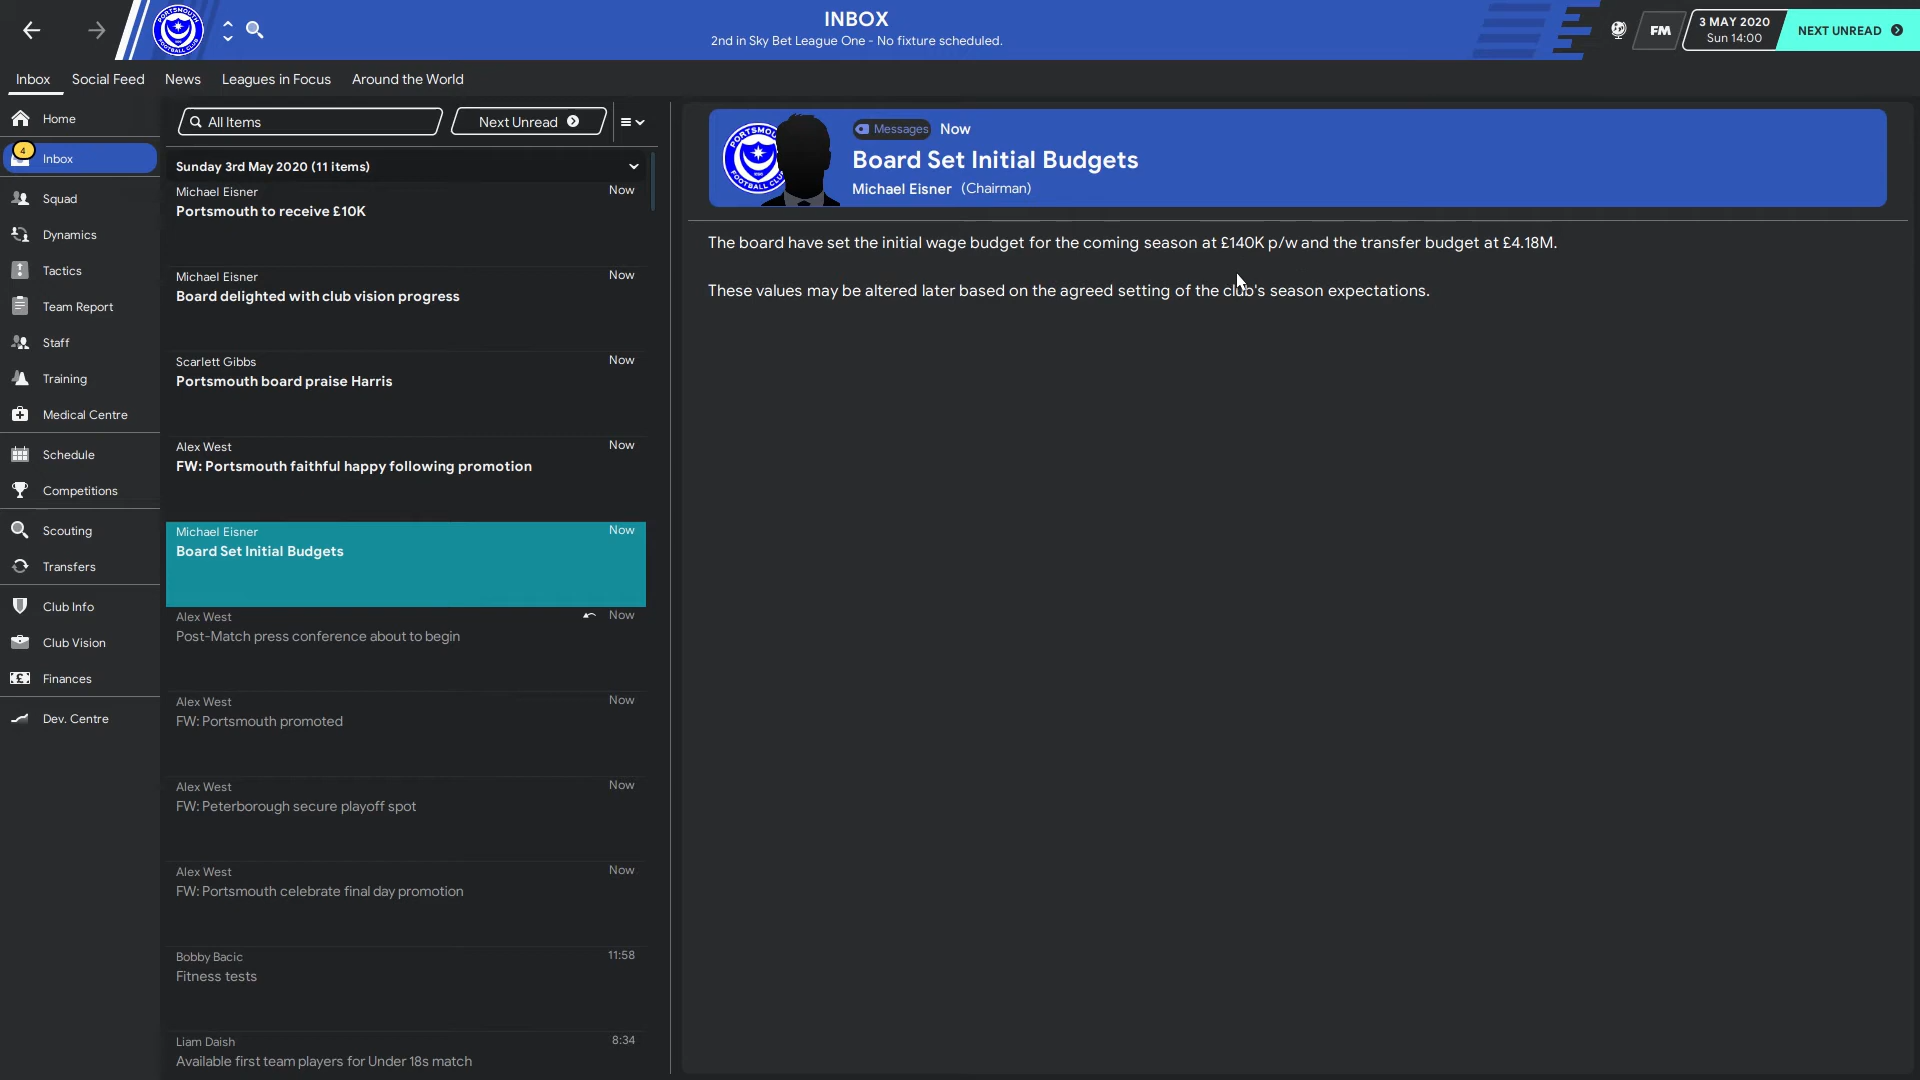 INBOX
2nd in Sky Bet League One - No fixture scheduled.
FM
3 MAY 2020
Sun 14:00
NEXT UNREAD
Inbox
Social Feed
News
Leagues in Focus
Around the World
Home
4
Inbox
Squad
Dynamics
Tactics
Team Report
Staff
Training
Medical Centre
Schedule
Competitions
Scouting
Transfers
Club Info
Club Vision
Finances
Dev. Centre
All Items
Next Unread
Sunday 3rd May 2020 (11 items)
Michael Eisner
Now
Portsmouth to receive £10K
Michael Eisner
Now
Board delighted with club vision progress
Scarlett Gibbs
Now
Portsmouth board praise Harris
Alex West
Now
FW: Portsmouth faithful happy following promotion
Michael Eisner
Now
Board Set Initial Budgets
Alex West
Now
Post-Match press conference about to begin
Alex West
Now
FW: Portsmouth promoted
Alex West
Now
FW: Peterborough secure playoff spot
Alex West
Now
FW: Portsmouth celebrate final day promotion
Bobby Bacic
11:58
Fitness tests
Liam Daish
8:34
Available first team players for Under 18s match
PORTSMOUTH
FOOTBALL CLUB
Messages
Now
Board Set Initial Budgets
Michael Eisner (Chairman)
The board have set the initial wage budget for the coming season at £140K p/w and the transfer budget at £4.18M.
These values may be altered later based on the agreed setting of the club's season expectations.